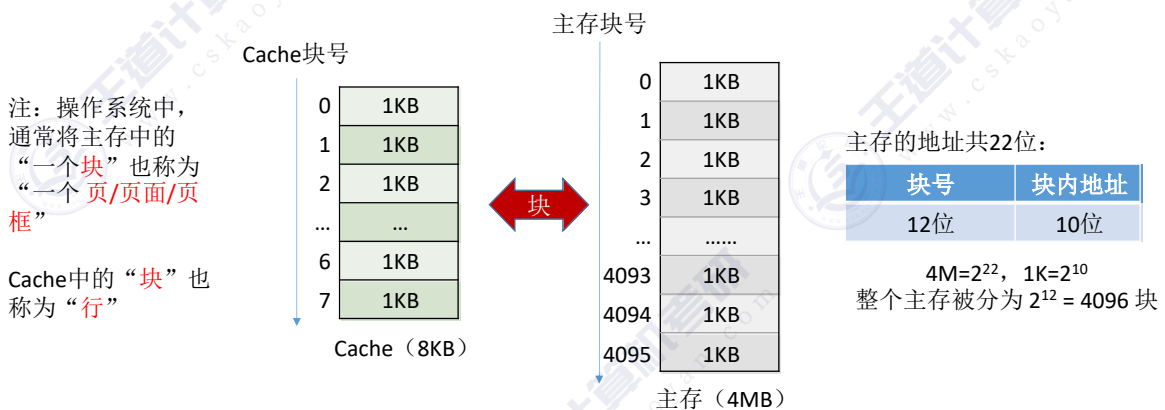 主存块号
Cache块号
注：操作系统中，
通常将主存中的
“一个块”也称为
“一个 页/页面/页
框”
Cache中的“块”也
称为“行”
0 1KB
1 1KB
2 1KB
... ...
6 1KB
7 1KB
Cache（8KB）
块
0 1KB
1 1KB
2 1KB
3 1KB
... ......
4093 1KB
4094 1KB
4095 1KB
主存（4MB）
主存的地址共22位：
块号 块内地址
12位 10位
4M=2²²，1K=2¹⁰
整个主存被分为 2¹² = 4096 块